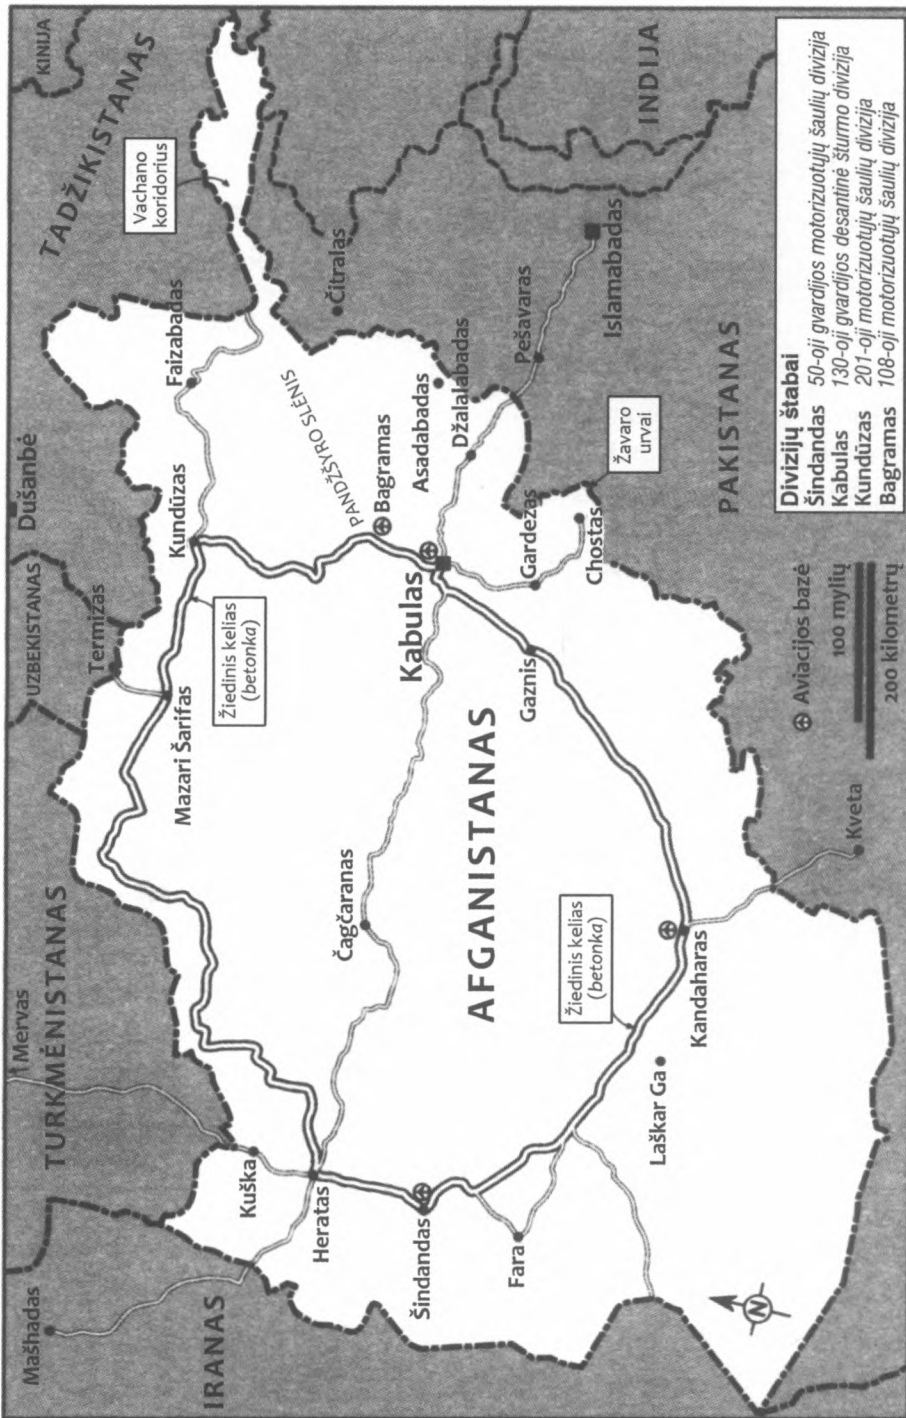 Mašhadas
Mervas
TURKMĖNISTANAS
UZBEKISTANAS
Dušanbė
TADŽIKISTANAS
KINIJA
Termizas
Kuška
IRANAS
Heratas
Mazari Šarifas
Kundūzas
Faizabadas
Vachano
koridorius
Žiedinis kelias
(betonka)
Čagčaranas
PANDŽŠYRO SLĖNIS
Bagramas
Čitralas
Asadabadas
Džalalabadas
Šindandas
Kabulas
Pešavaras
Islamabadas
INDIJA
AFGANISTANAS
Fara
Gaznis
Gardezas
Chostas
Žavaro
urvai
Žiedinis kelias
(betonka)
Laškar Ga
Kandaharas
PAKISTANAS
Kveta
N
Aviacijos bazė
100 mylių
200 kilometrų
Divizijų štabai
Šindandas 50-oji gvardijos motorizuotųjų šaulių divizija
Kabulas 130-oji gvardijos desantinė šturmo divizija
Kundūzas 201-oji motorizuotųjų šaulių divizija
Bagramas 108-oji motorizuotųjų šaulių divizija